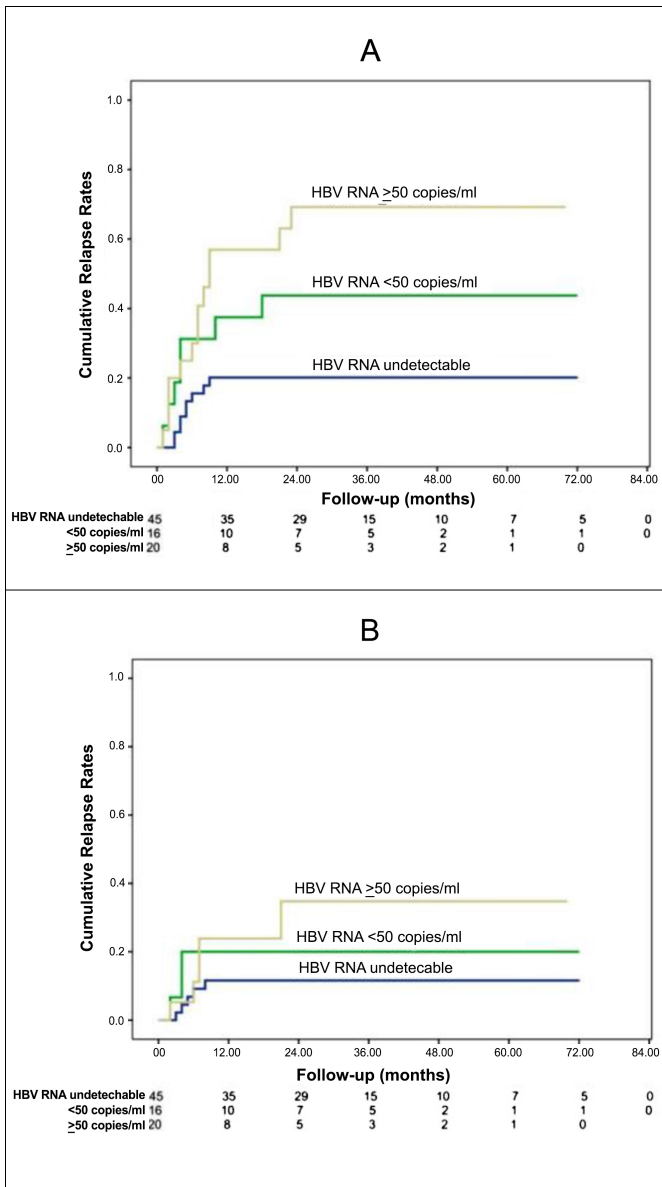 A
Cumulative Relapse Rates
1.0
0.8
0.6
0.4
0.2
0.0
HBV RNA ≥50 copies/ml
HBV RNA <50 copies/ml
HBV RNA undetectable
00 12.00 24.00 36.00 48.00 60.00 72.00 84.00
Follow-up (months)
HBV RNA undetechable 45 35 29 15 10 7 5 0
<50 copies/ml 16 10 7 5 2 1 1 0
≥50 copies/ml 20 8 5 3 2 1 0
B
Cumulative Relapse Rates
1.0
0.8
0.6
0.4
0.2
0.0
HBV RNA ≥50 copies/ml
HBV RNA <50 copies/ml
HBV RNA undetecable
00 12.00 24.00 36.00 48.00 60.00 72.00 84.00
Follow-up (months)
HBV RNA undetechable 45 35 29 15 10 7 5 0
<50 copies/ml 16 10 7 5 2 1 1 0
≥50 copies/ml 20 8 5 3 2 1 0